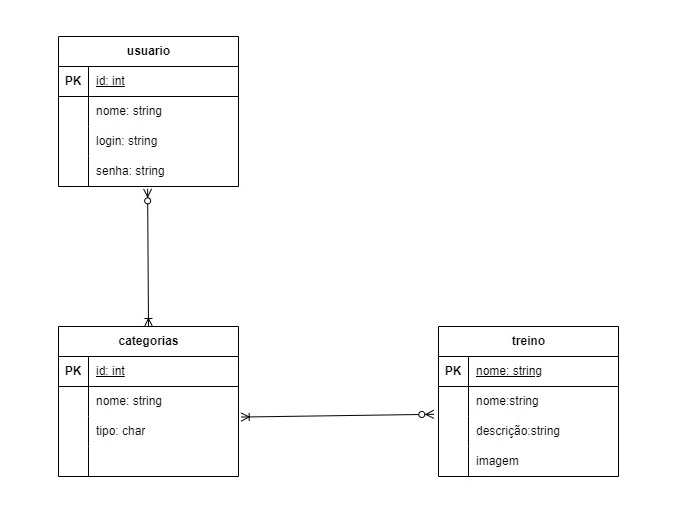 usuario
PK id: int
nome: string
login: string
senha: string
categorias
PK id: int
nome: string
tipo: char
treino
PK nome: string
nome:string
descrição:string
imagem